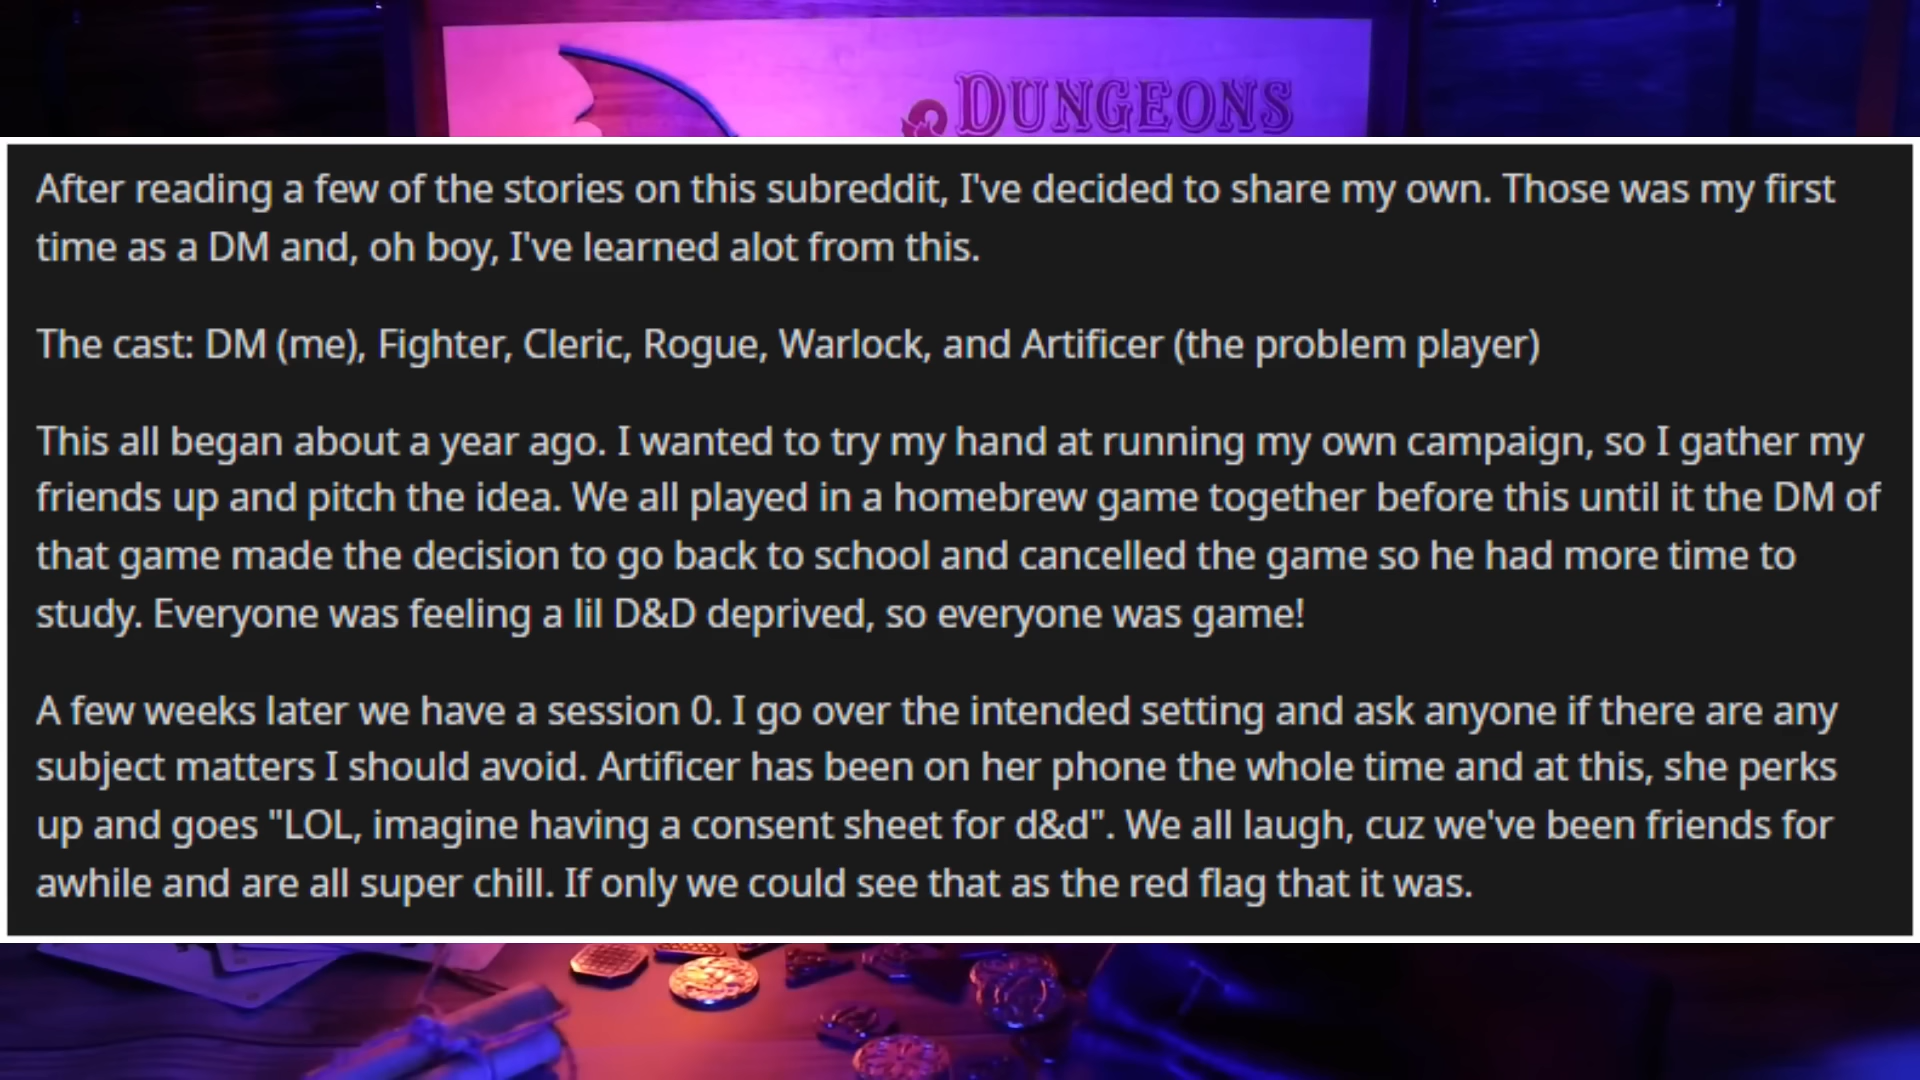 DUNGEONS
After reading a few of the stories on this subreddit, I've decided to share my own. Those was my first
time as a DM and, oh boy, I've learned alot from this.
The cast: DM (me), Fighter, Cleric, Rogue, Warlock, and Artificer (the problem player)
This all began about a year ago. I wanted to try my hand at running my own campaign, so I gather my
friends up and pitch the idea. We all played in a homebrew game together before this until it the DM of
that game made the decision to go back to school and cancelled the game so he had more time to
study. Everyone was feeling a lil D&D deprived, so everyone was game!
A few weeks later we have a session 0. I go over the intended setting and ask anyone if there are any
subject matters I should avoid. Artificer has been on her phone the whole time and at this, she perks
up and goes "LOL, imagine having a consent sheet for d&d". We all laugh, cuz we've been friends for
awhile and are all super chill. If only we could see that as the red flag that it was.